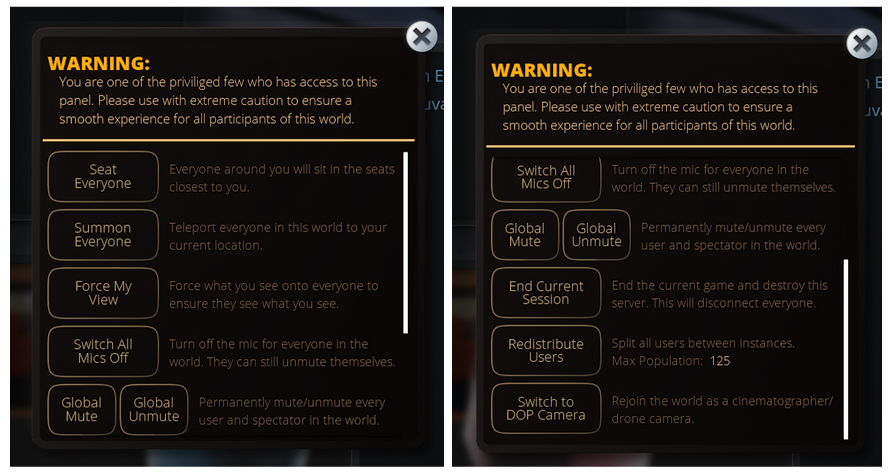 WARNING:
You are one of the priviliged few who has access to this
panel. Please use with extreme caution to ensure a
smooth experience for all participants of this world.
Seat
Everyone
Everyone around you will sit in the seats
closest to you.
Summon
Everyone
Teleport everyone in this world to your
current location.
Force My
View
Force what you see onto everyone to
ensure they see what you see.
Switch All
Mics Off
Turn off the mic for everyone in the
world. They can still unmute themselves.
Global
Mute
Global
Unmute
Permanently mute/unmute every
user and spectator in the world.
WARNING:
You are one of the priviliged few who has access to this
panel. Please use with extreme caution to ensure a
smooth experience for all participants of this world.
Switch All
Mics Off
Turn off the mic for everyone in the
world. They can still unmute themselves.
Global
Mute
Global
Unmute
Permanently mute/unmute every
user and spectator in the world.
End Current
Session
End the current game and destroy this
server. This will disconnect everyone.
Redistribute
Users
Split all users between instances.
Max Population: 125
Switch to
DOP Camera
Rejoin the world as a cinematographer/
drone camera.